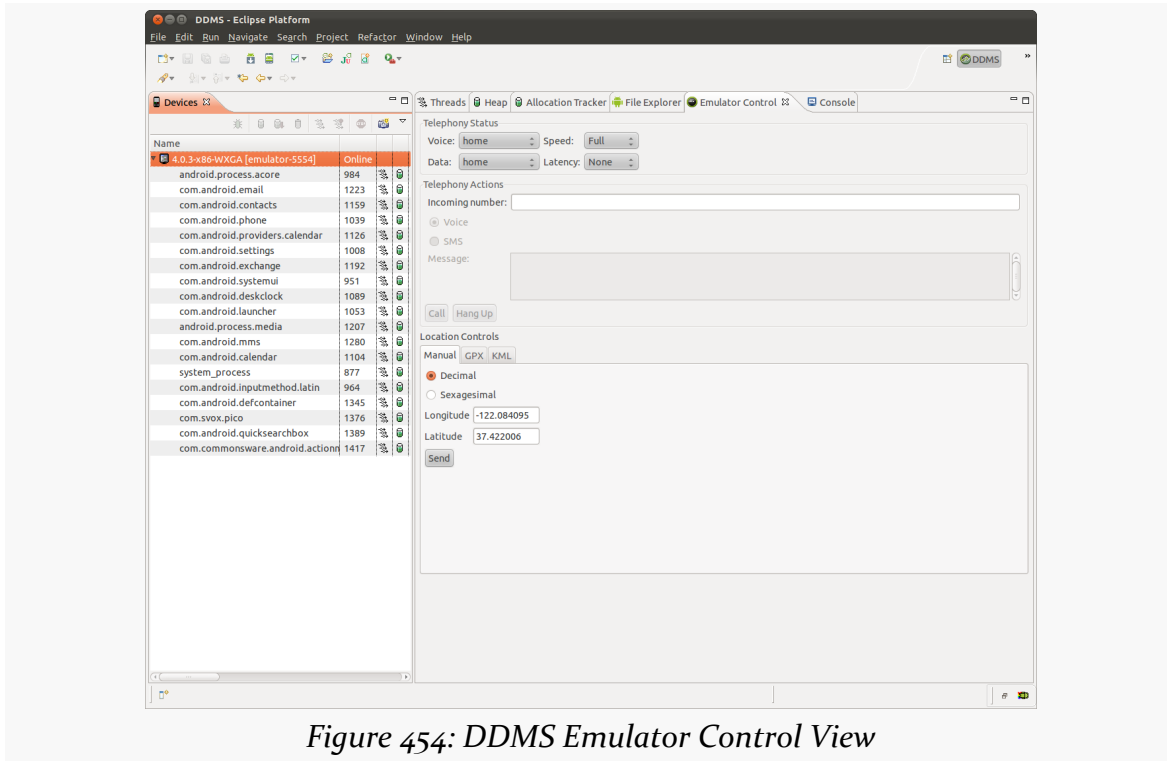 DDMS - Eclipse Platform
File Edit Run Navigate Search Project Refactor Window Help
DDMS »
Devices
Name
4.0.3-x86-WXGA [emulator-5554] Online
android.process.acore 984
com.android.email 1223
com.android.contacts 1159
com.android.phone 1039
com.android.providers.calendar 1126
com.android.settings 1008
com.android.exchange 1192
com.android.systemui 951
com.android.deskclock 1089
com.android.launcher 1053
android.process.media 1207
com.android.mms 1280
com.android.calendar 1104
system_process 877
com.android.inputmethod.latin 964
com.android.defcontainer 1345
com.svox.pico 1376
com.android.quicksearchbox 1389
com.commonsware.android.actionn 1417
Threads Heap Allocation Tracker File Explorer Emulator Control Console
Telephony Status
Voice: home Speed: Full
Data: home Latency: None
Telephony Actions
Incoming number:
Voice
SMS
Message:
Call Hang Up
Location Controls
Manual GPX KML
Decimal
Sexagesimal
Longitude -122.084095
Latitude 37.422006
Send
Figure 454: DDMS Emulator Control View